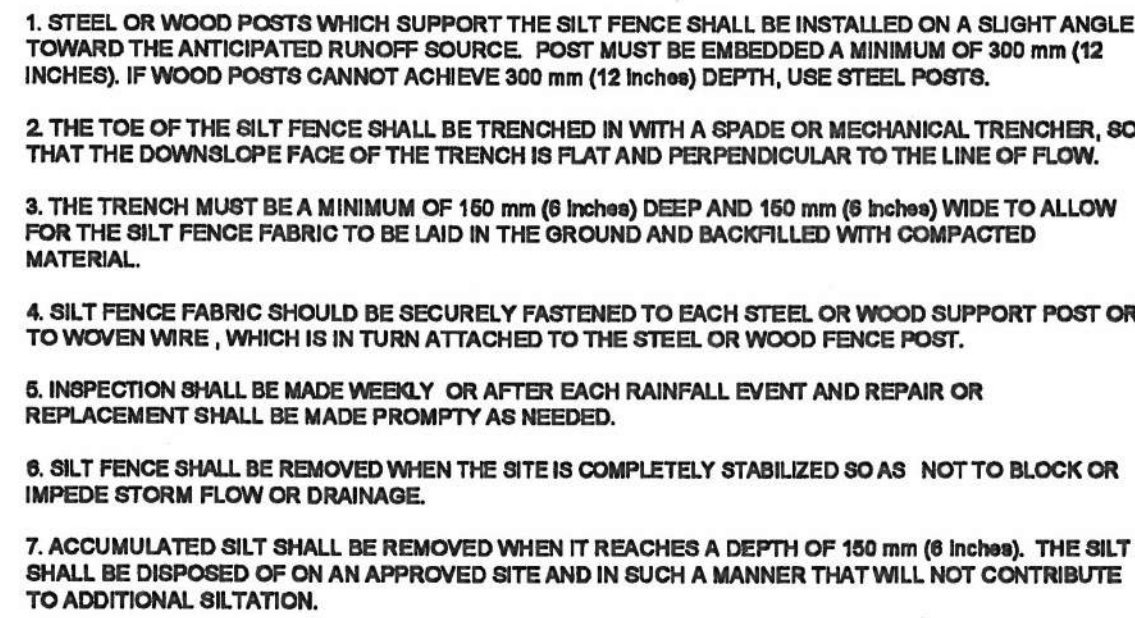 1. STEEL OR WOOD POSTS WHICH SUPPORT THE SILT FENCE SHALL BE INSTALLED ON A SLIGHT ANGLE
TOWARD THE ANTICIPATED RUNOFF SOURCE. POST MUST BE EMBEDDED A MINIMUM OF 300 mm (12
INCHES). IF WOOD POSTS CANNOT ACHIEVE 300 mm (12 Inches) DEPTH, USE STEEL POSTS.
2. THE TOE OF THE SILT FENCE SHALL BE TRENCHED IN WITH A SPADE OR MECHANICAL TRENCHER, SO
THAT THE DOWNSLOPE FACE OF THE TRENCH IS FLAT AND PERPENDICULAR TO THE LINE OF FLOW.
3. THE TRENCH MUST BE A MINIMUM OF 150 mm (6 Inches) DEEP AND 150 mm (6 Inches) WIDE TO ALLOW
FOR THE SILT FENCE FABRIC TO BE LAID IN THE GROUND AND BACKFILLED WITH COMPACTED
MATERIAL.
4. SILT FENCE FABRIC SHOULD BE SECURELY FASTENED TO EACH STEEL OR WOOD SUPPORT POST OR
TO WOVEN WIRE , WHICH IS IN TURN ATTACHED TO THE STEEL OR WOOD FENCE POST.
5. INSPECTION SHALL BE MADE WEEKLY OR AFTER EACH RAINFALL EVENT AND REPAIR OR
REPLACEMENT SHALL BE MADE PROMPTY AS NEEDED.
6. SILT FENCE SHALL BE REMOVED WHEN THE SITE IS COMPLETELY STABILIZED SO AS NOT TO BLOCK OR
IMPEDE STORM FLOW OR DRAINAGE.
7. ACCUMULATED SILT SHALL BE REMOVED WHEN IT REACHES A DEPTH OF 150 mm (6 Inches). THE SILT
SHALL BE DISPOSED OF ON AN APPROVED SITE AND IN SUCH A MANNER THAT WILL NOT CONTRIBUTE
TO ADDITIONAL SILTATION.